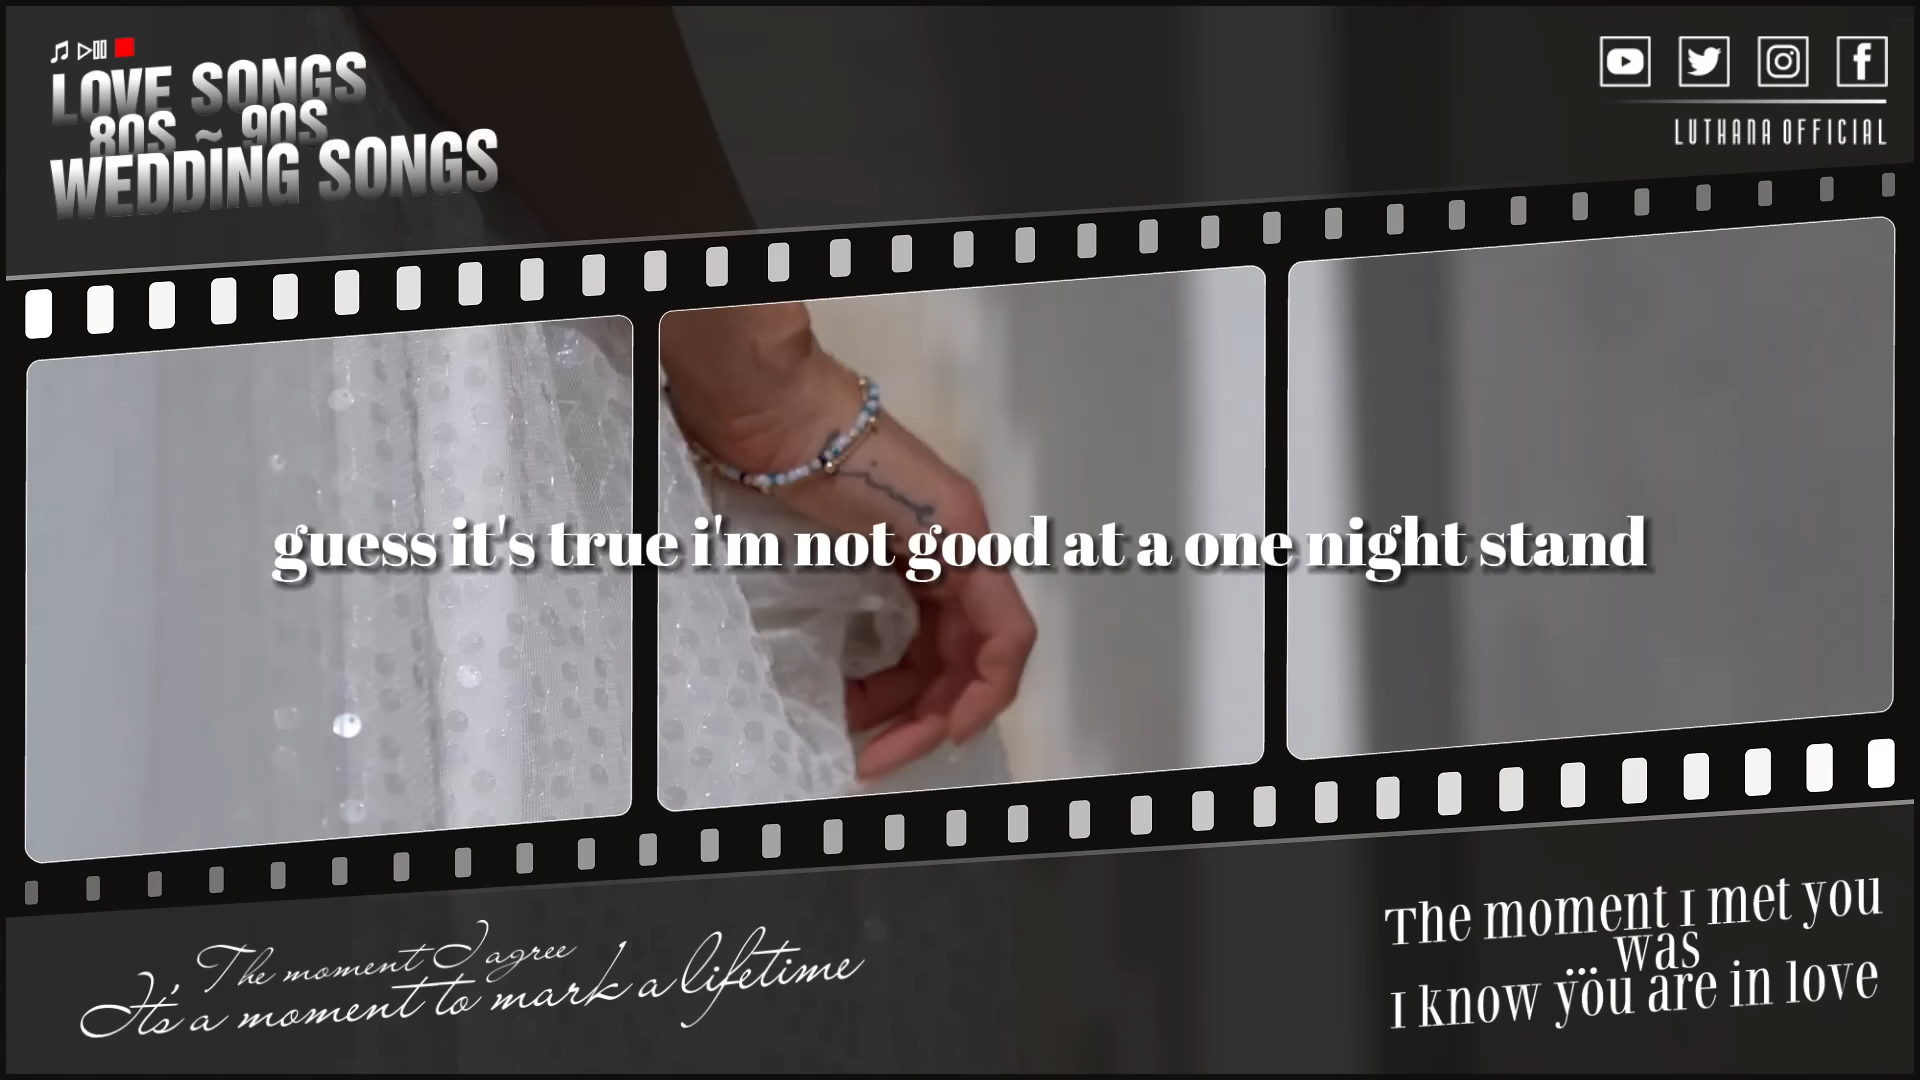 LOVE SONGS
80S ~ 90S
WEDDING SONGS
LUTHANA OFFICIAL
guess it's true i'm not good at a one night stand
The moment I agree
It's a moment to mark a lifetime
The moment I met you
was
I know you are in love